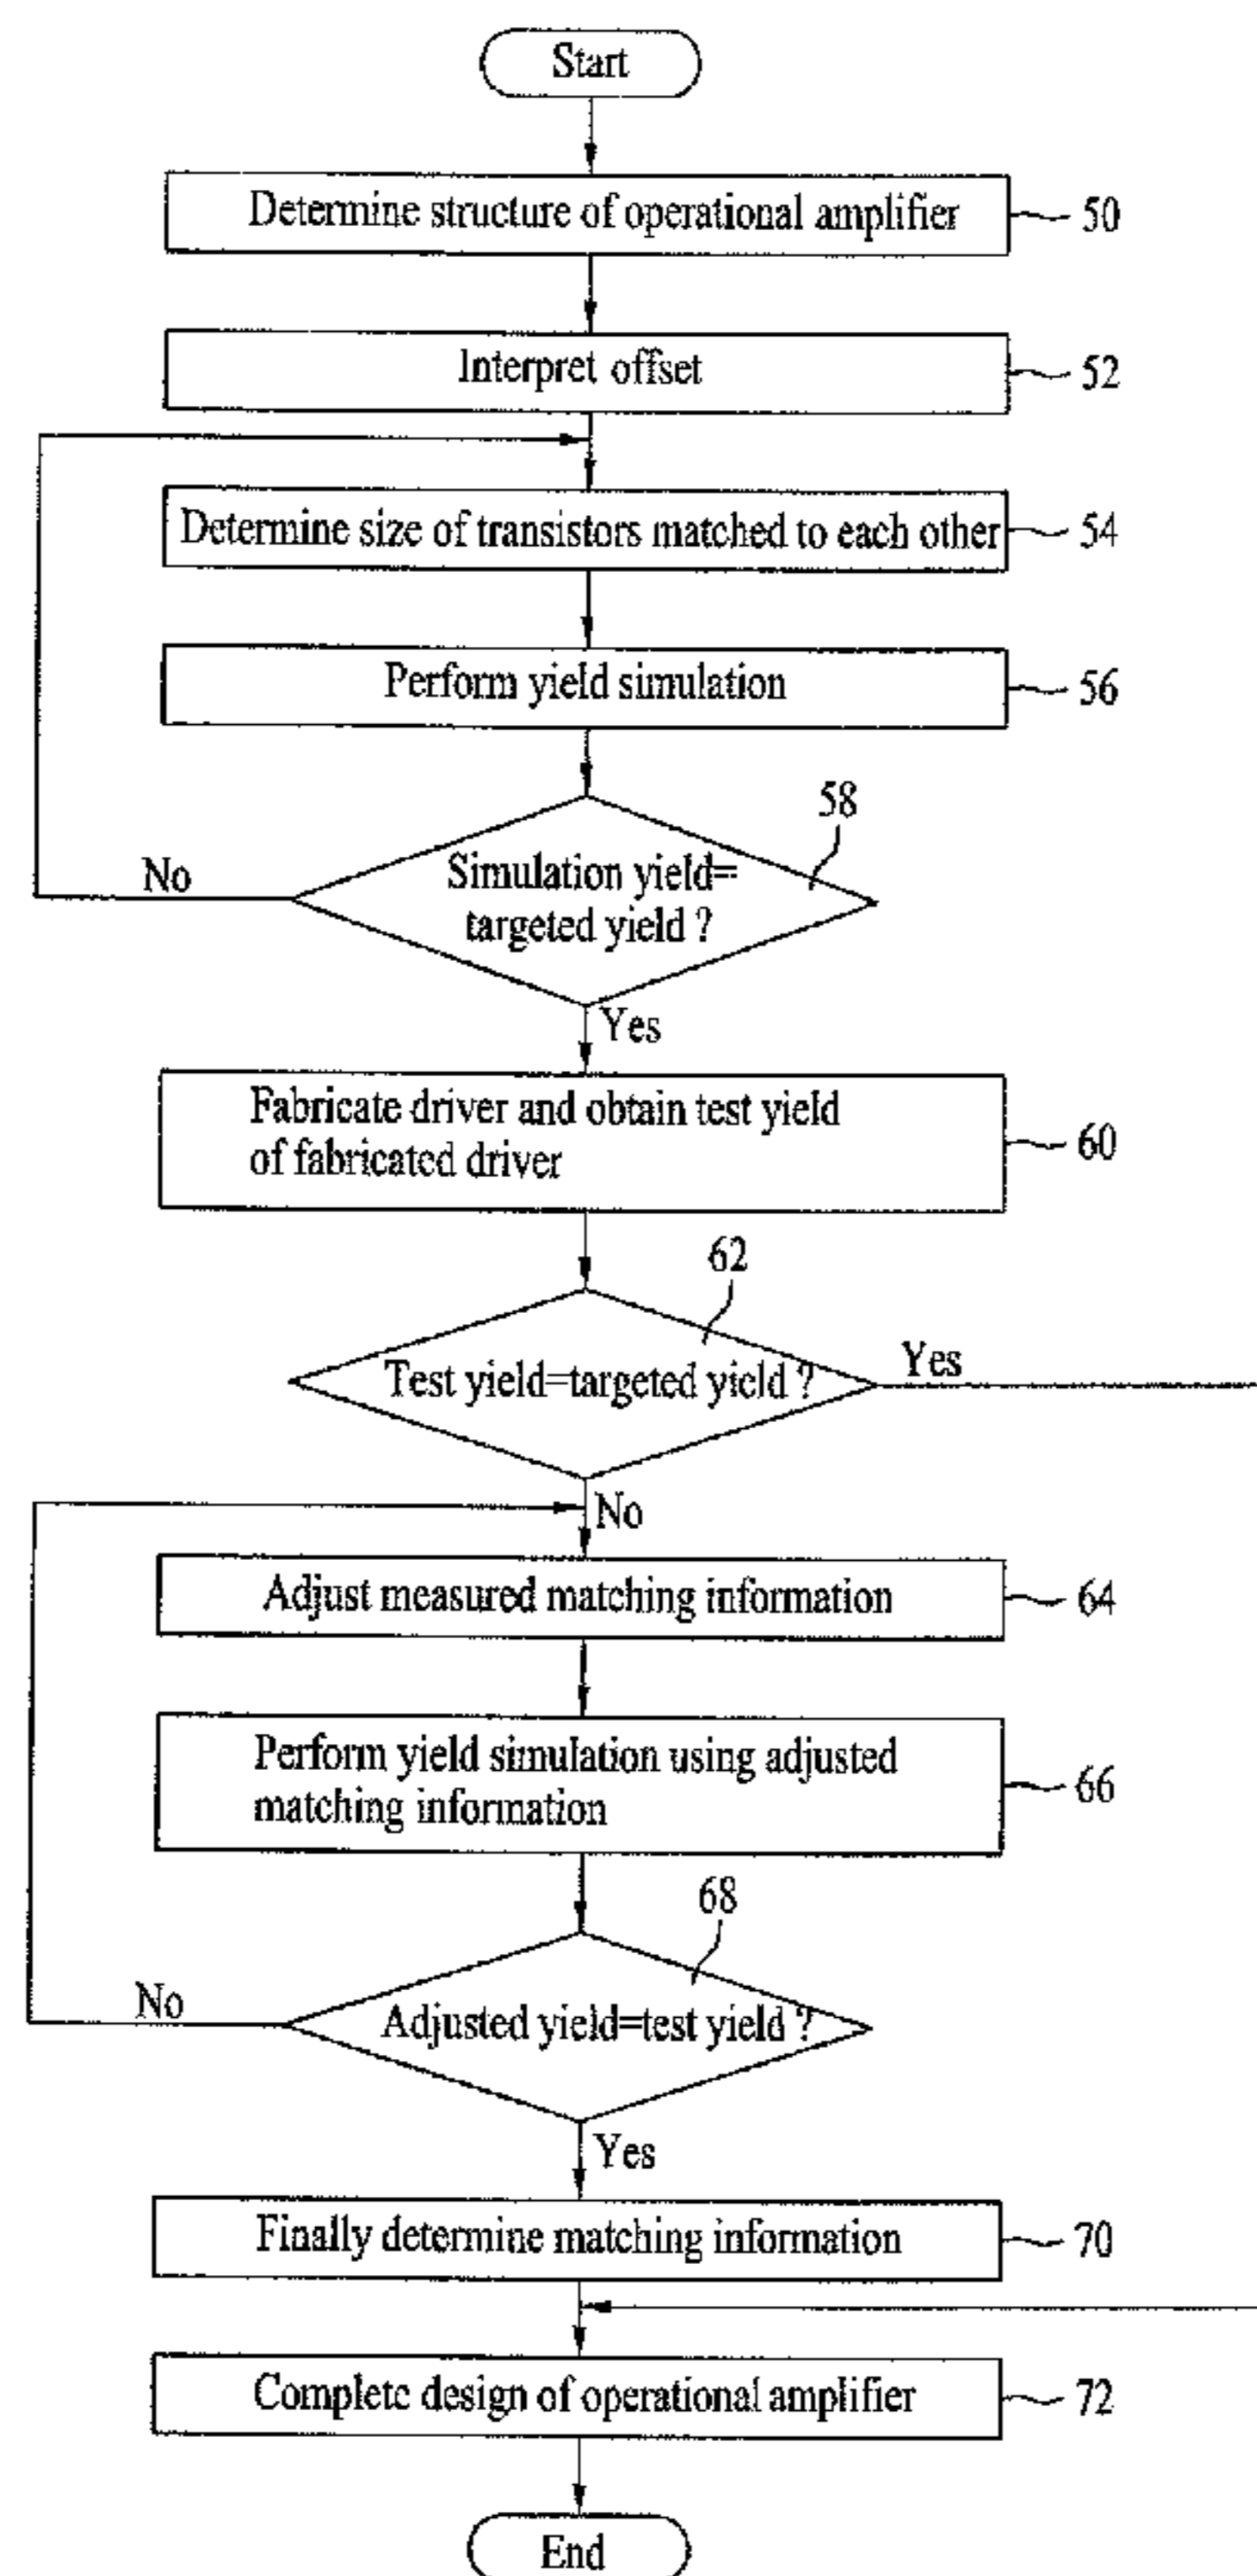 Start
Determine structure of operational amplifier
50
Interpret offset
52
Determine size of transistors matched to each other
54
Perform yield simulation
56
58
Simulation yield=
targeted yield ?
No
Yes
Fabricate driver and obtain test yield
of fabricated driver
60
62
Test yield=targeted yield ?
Yes
No
Adjust measured matching information
64
Perform yield simulation using adjusted
matching information
66
68
Adjusted yield=test yield ?
No
Yes
Finally determine matching information
70
Complete design of operational amplifier
72
End